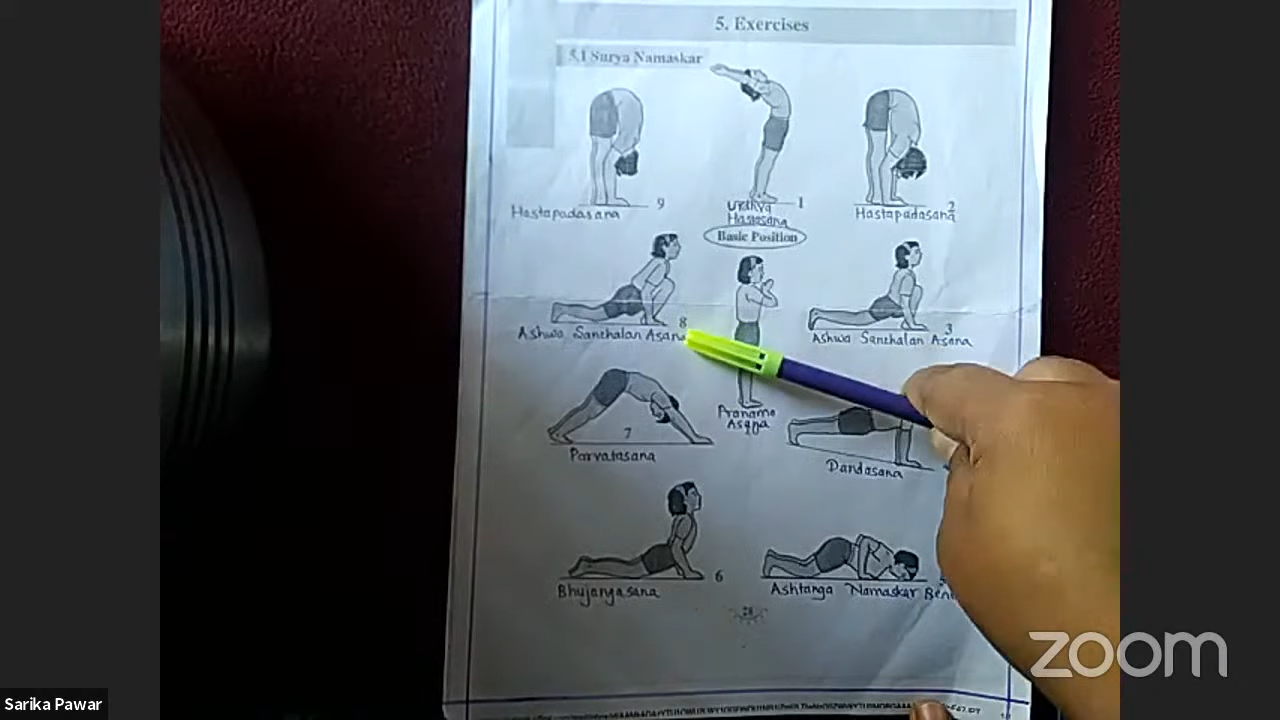 5. Exercises
5.1 Surya Namaskar
9
1
2
Hastapadasana
Urdhva
Hastasana
Hastapadasana
Basic Position
8
3
Ashwa Sanchalan Asana
Ashwa Sanchalan Asana
7
Pranama
Asana
Parvatasana
Dandasana
6
Bhujangasana
Ashtanga Namaskar
28
zoom
Sarika Pawar